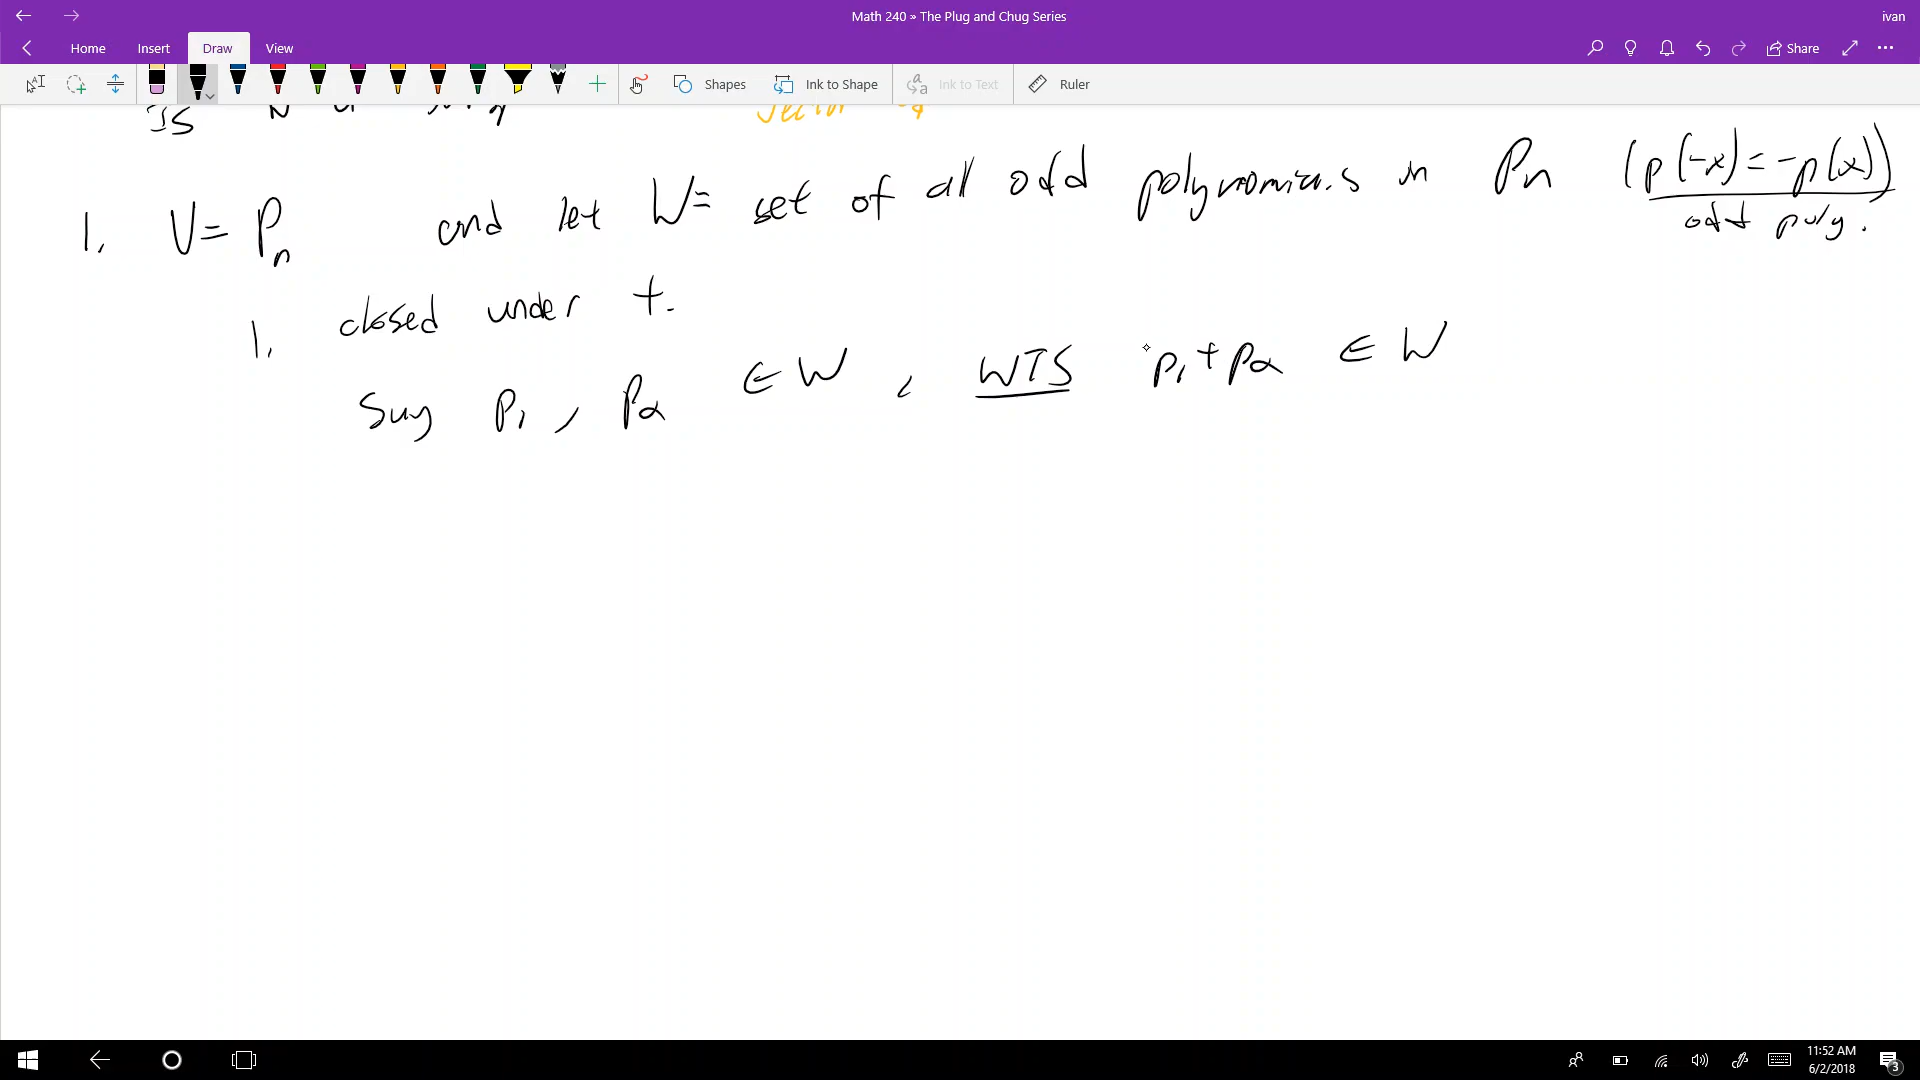 Math 240 » The Plug and Chug Series
ivan
Home Insert Draw View
Share
Shapes Ink to Shape Ink to Text Ruler
Is
1. V = Pn and let W = set of all odd polynomials in Pn (p(-x) = -p(x))
odd poly.
1. closed under +.
Say p1, p2 ∈ W, WTS p1 + p2 ∈ W
11:52 AM
6/2/2018
3